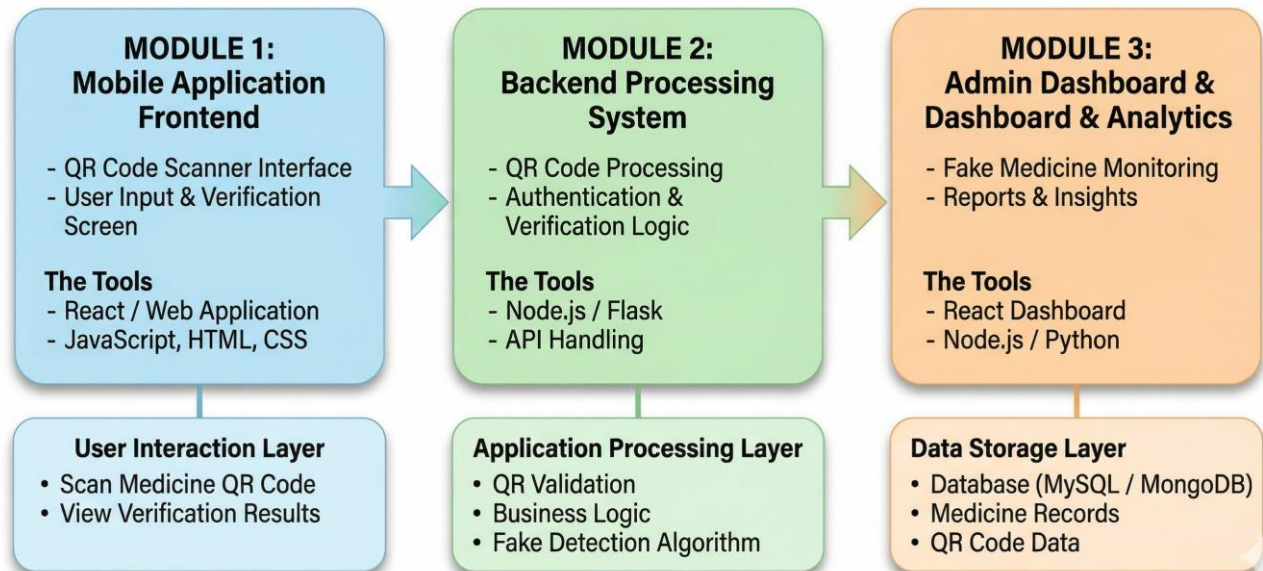 MODULE 1:
Mobile Application
Frontend
- QR Code Scanner Interface
- User Input & Verification
Screen
The Tools
- React / Web Application
- JavaScript, HTML, CSS
MODULE 2:
Backend Processing
System
- QR Code Processing
- Authentication &
Verification Logic
The Tools
- Node.js / Flask
- API Handling
MODULE 3:
Admin Dashboard &
Dashboard & Analytics
- Fake Medicine Monitoring
- Reports & Insights
The Tools
- React Dashboard
- Node.js / Python
User Interaction Layer
• Scan Medicine QR Code
• View Verification Results
Application Processing Layer
• QR Validation
• Business Logic
• Fake Detection Algorithm
Data Storage Layer
• Database (MySQL / MongoDB)
• Medicine Records
• QR Code Data